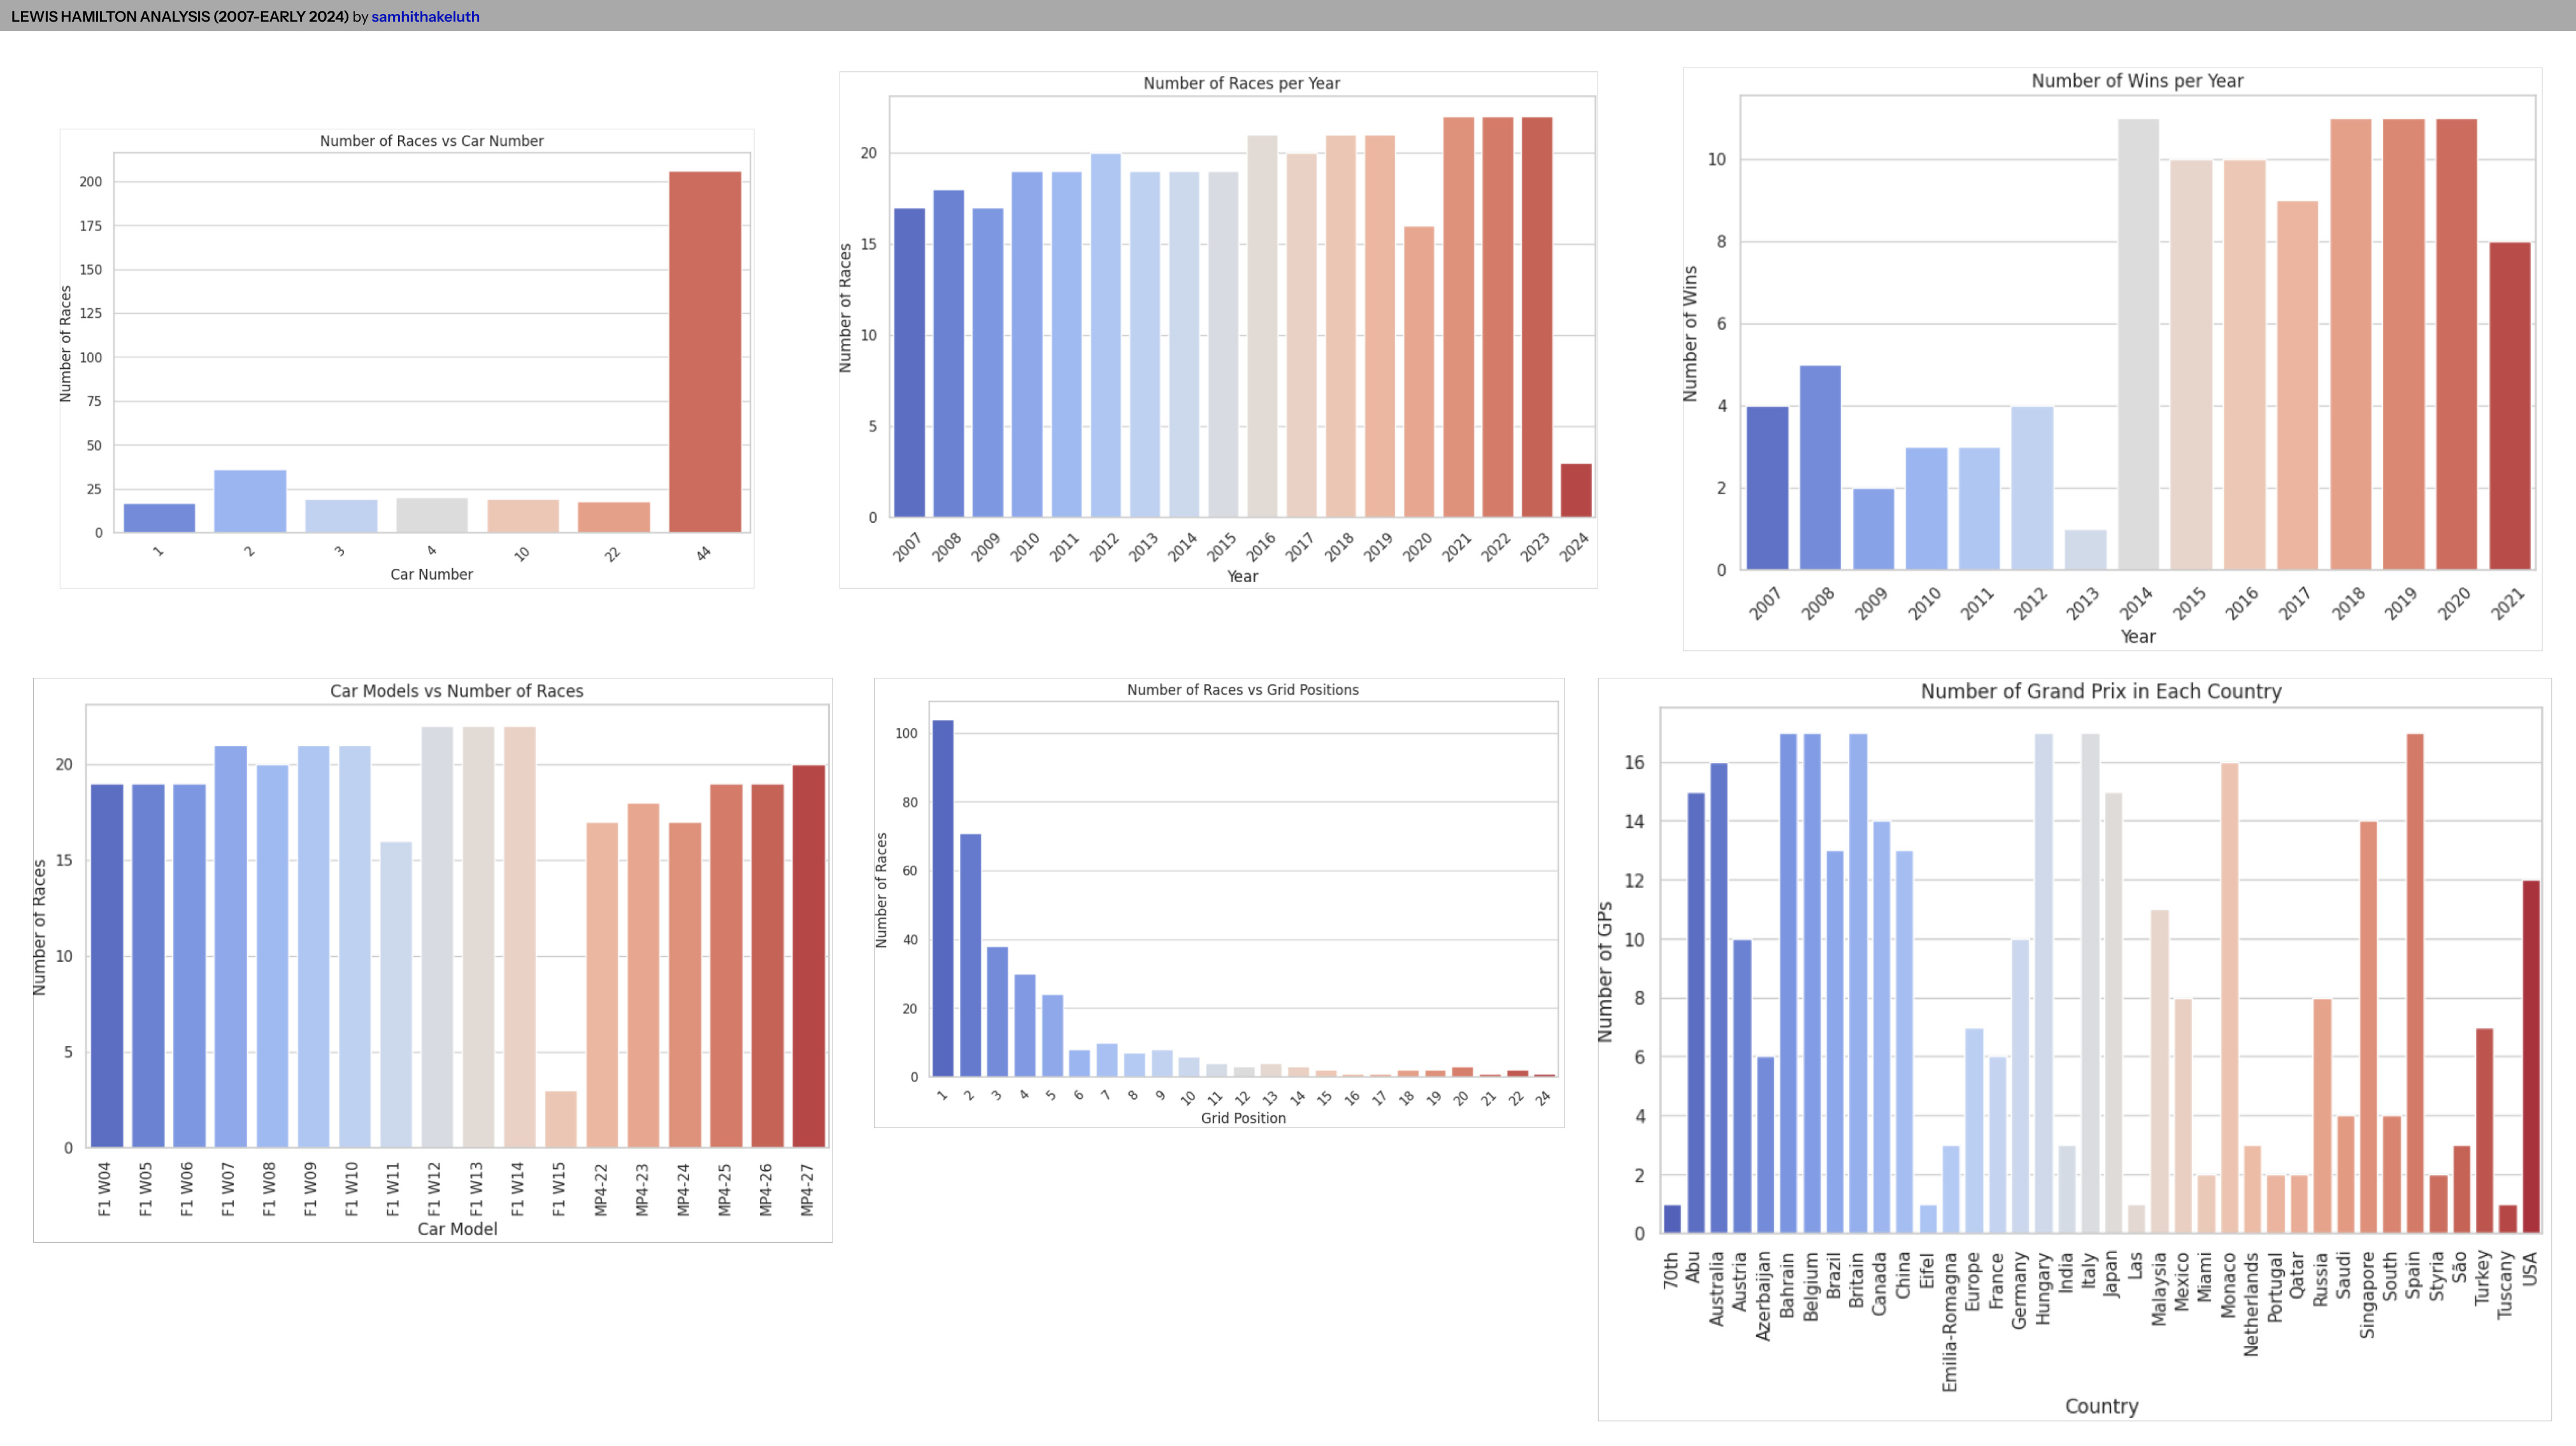 LEWIS HAMILTON ANALYSIS (2007-EARLY 2024) by samhithakeluth
Number of Races vs Car Number
Number of Races
200
175
150
125
100
75
50
25
0
1 2 3 4 10 22 44
Car Number
Number of Races per Year
Number of Races
20
15
10
5
0
2007 2008 2009 2010 2011 2012 2013 2014 2015 2016 2017 2018 2019 2020 2021 2022 2023 2024
Year
Number of Wins per Year
Number of Wins
10
8
6
4
2
0
2007 2008 2009 2010 2011 2012 2013 2014 2015 2016 2017 2018 2019 2020 2021
Year
Car Models vs Number of Races
Number of Races
20
15
10
5
0
F1 W04 F1 W05 F1 W06 F1 W07 F1 W08 F1 W09 F1 W10 F1 W11 F1 W12 F1 W13 F1 W14 F1 W15 MP4-22 MP4-23 MP4-24 MP4-25 MP4-26 MP4-27
Car Model
Number of Races vs Grid Positions
Number of Races
100
80
60
40
20
0
1 2 3 4 5 6 7 8 9 10 11 12 13 14 15 16 17 18 19 20 21 22 24
Grid Position
Number of Grand Prix in Each Country
Number of GPs
16
14
12
10
8
6
4
2
0
70th Abu Australia Austria Azerbaijan Bahrain Belgium Brazil Britain Canada China Eifel Emilia-Romagna Europe France Germany Hungary India Italy Japan Las Malaysia Mexico Miami Monaco Netherlands Portugal Qatar Russia Saudi Singapore South Spain Styria São Turkey Tuscany USA
Country